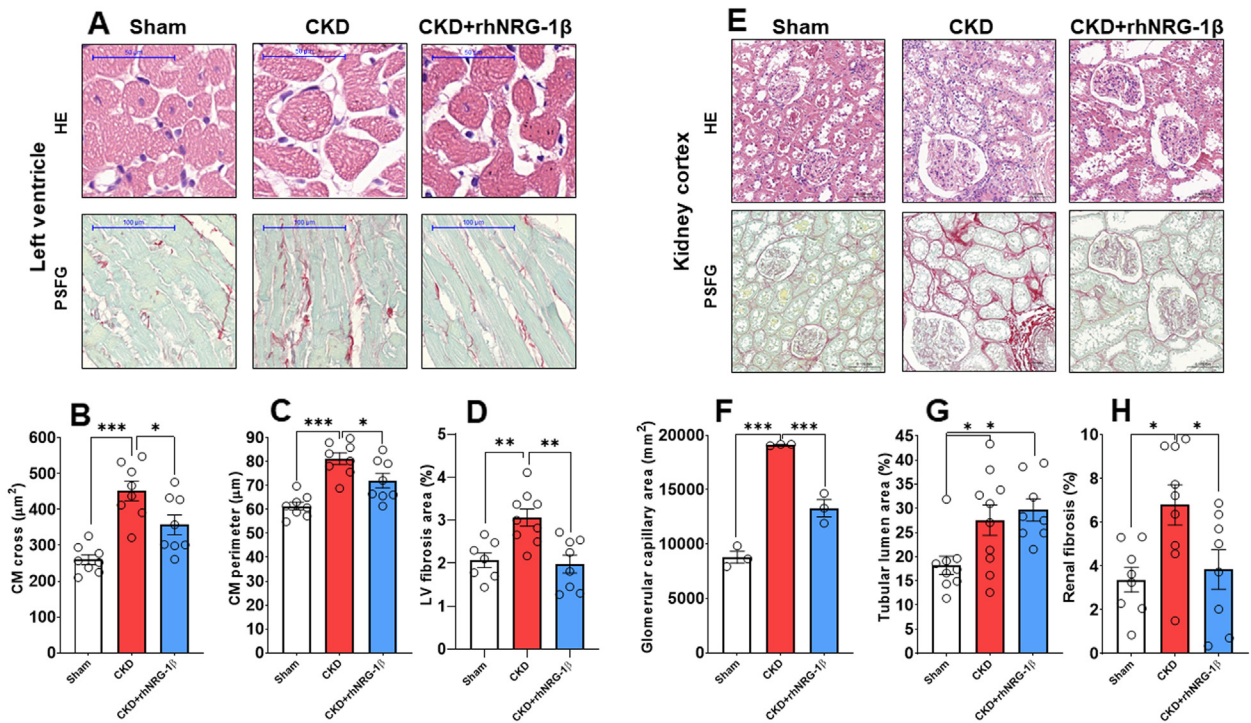 A
Sham
CKD
CKD+rhNRG-1β
Left ventricle
HE
50 µm
50 µm
50 µm
PSFG
100 µm
100 µm
100 µm
E
Sham
CKD
CKD+rhNRG-1β
Kidney cortex
HE
PSFG
B
CM cross (µm²)
600
500
400
300
200
100
0
*** *
Sham
CKD
CKD+rhNRG-1β
C
CM perimeter (µm)
90
80
70
60
50
40
30
20
10
0
*** *
Sham
CKD
CKD+rhNRG-1β
D
LV fibrosis area (%)
5
4
3
2
1
0
** **
Sham
CKD
CKD+rhNRG-1β
F
Glomerular capillary area (mm²)
20000
16000
12000
8000
4000
0
*** ***
Sham
CKD
CKD+rhNRG-1β
G
Tubular lumen area (%)
45
40
35
30
25
20
15
10
5
0
* *
Sham
CKD
CKD+rhNRG-1β
H
Renal fibrosis (%)
10
8
6
4
2
0
* *
Sham
CKD
CKD+rhNRG-1β